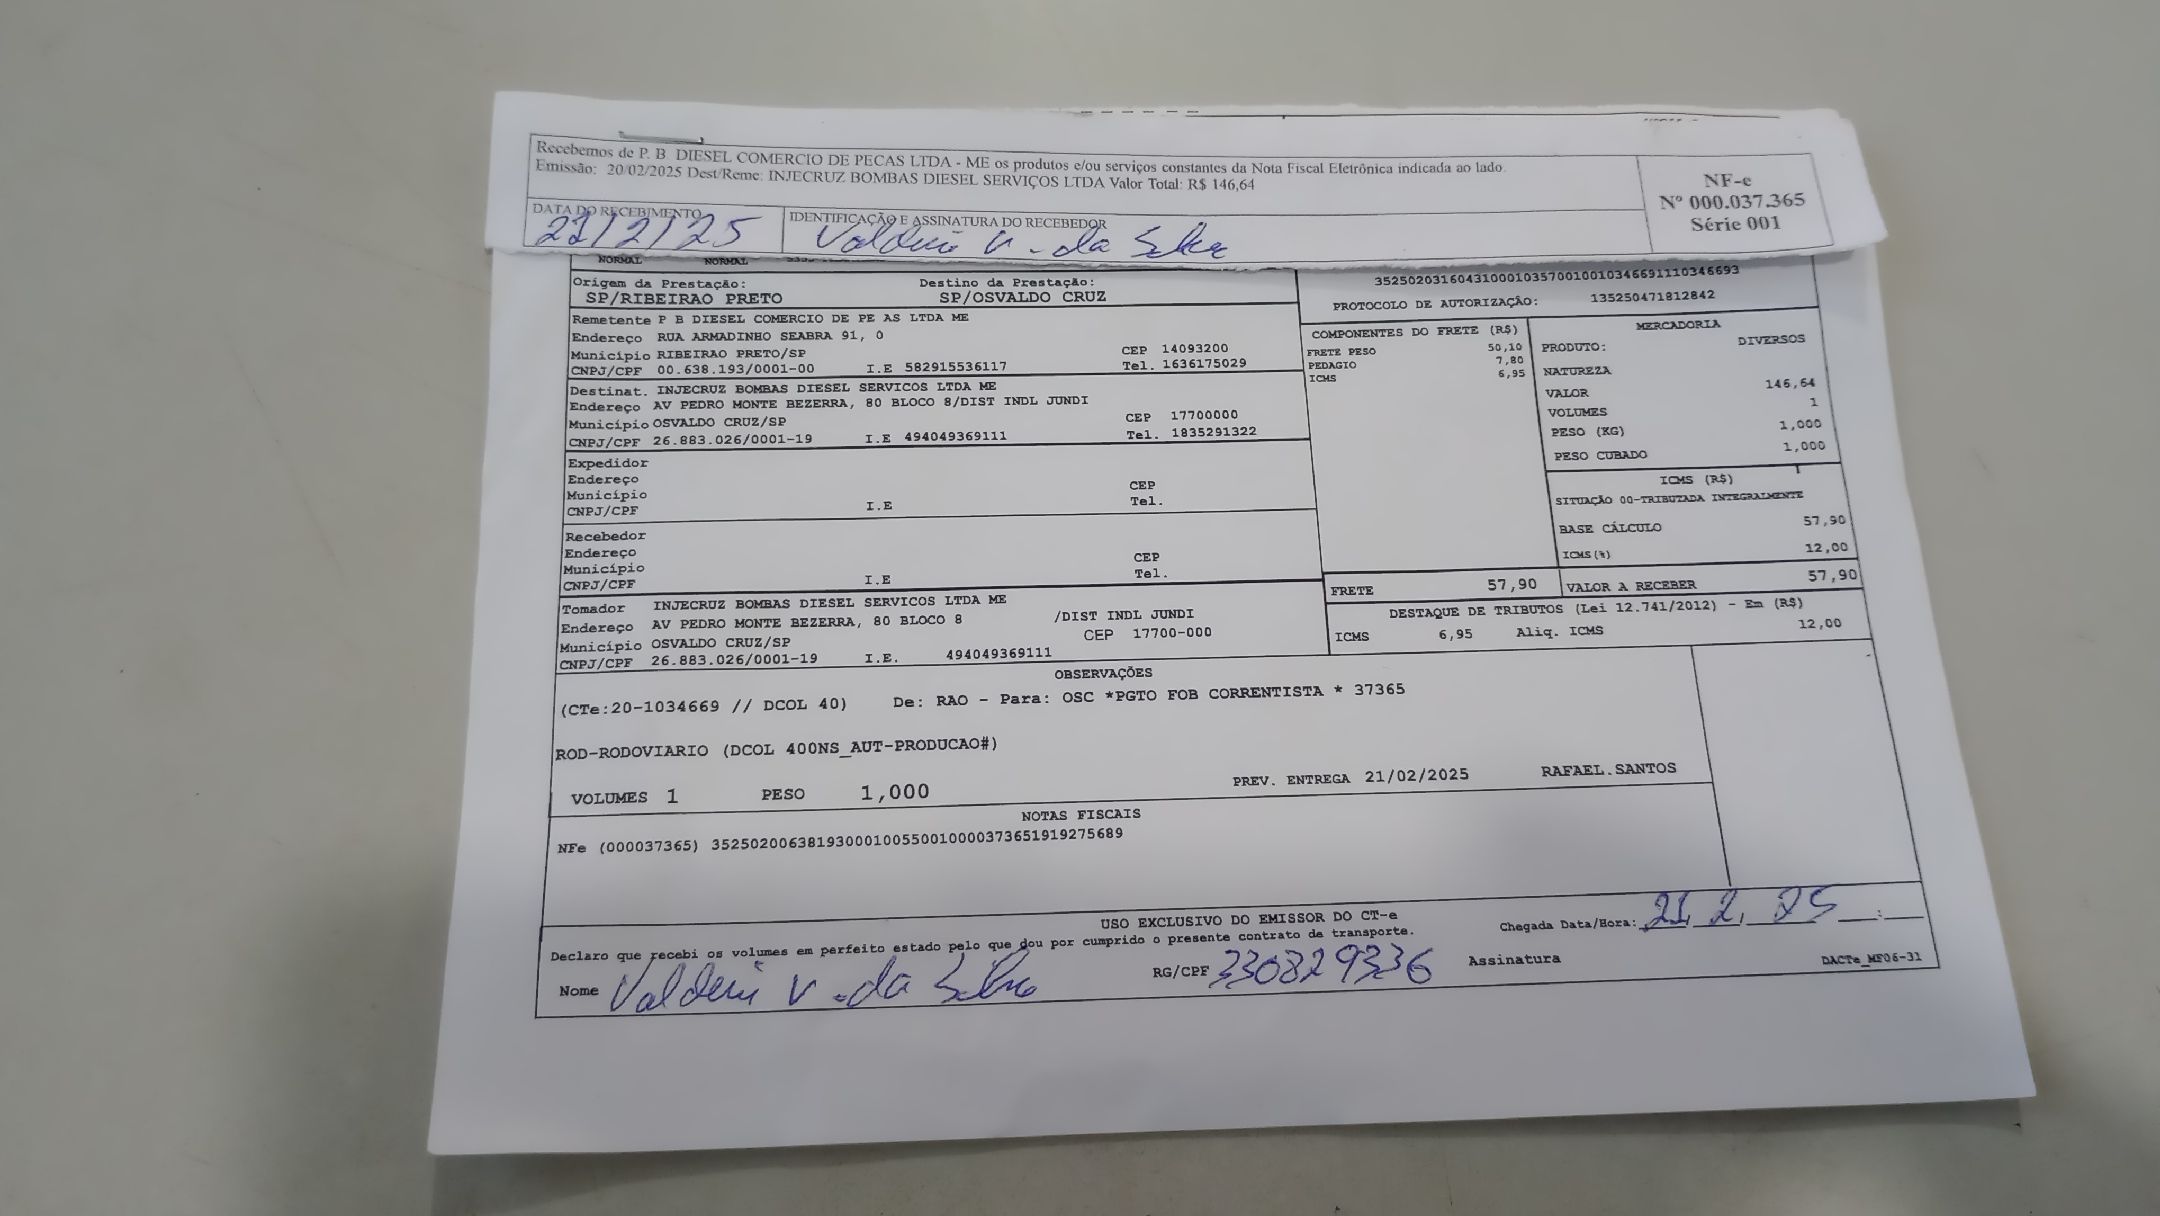 Recebemos de P. B DIESEL COMERCIO DE PECAS LTDA - ME os produtos e/ou serviços constantes da Nota Fiscal Eletrônica indicada ao lado.
Emissão: 20/02/2025 Dest/Reme: INJECRUZ BOMBAS DIESEL SERVIÇOS LTDA Valor Total: R$ 146,64
NF-e
Nº 000.037.365
Série 001
DATA DO RECEBIMENTO
21/2/25
IDENTIFICAÇÃO E ASSINATURA DO RECEBEDOR
Valdeni V. da Silva
NORMAL NORMAL
Origem da Prestação: Destino da Prestação:
SP/RIBEIRAO PRETO SP/OSVALDO CRUZ
35250203160431000103570010010346691110346693
PROTOCOLO DE AUTORIZAÇÃO: 135250471812842
Remetente P B DIESEL COMERCIO DE PE AS LTDA ME
Endereço RUA ARMADINHO SEABRA 91, 0
Município RIBEIRAO PRETO/SP CEP 14093200
CNPJ/CPF 00.638.193/0001-00 I.E 582915536117 Tel. 1636175029
Destinat. INJECRUZ BOMBAS DIESEL SERVICOS LTDA ME
Endereço AV PEDRO MONTE BEZERRA, 80 BLOCO 8/DIST INDL JUNDI
Município OSVALDO CRUZ/SP CEP 17700000
CNPJ/CPF 26.883.026/0001-19 I.E 494049369111 Tel. 1835291322
Expedidor
Endereço
Município CEP
CNPJ/CPF I.E Tel.
Recebedor
Endereço
Município CEP
CNPJ/CPF I.E Tel.
Tomador INJECRUZ BOMBAS DIESEL SERVICOS LTDA ME
Endereço AV PEDRO MONTE BEZERRA, 80 BLOCO 8 /DIST INDL JUNDI
Município OSVALDO CRUZ/SP CEP 17700-000
CNPJ/CPF 26.883.026/0001-19 I.E. 494049369111
COMPONENTES DO FRETE (R$)
FRETE PESO 50,10
PEDAGIO 7,80
ICMS 6,95
MERCADORIA
PRODUTO: DIVERSOS
NATUREZA
VALOR 146,64
VOLUMES 1
PESO (KG) 1,000
PESO CUBADO 1,000
ICMS (R$)
SITUAÇÃO 00-TRIBUTADA INTEGRALMENTE
BASE CÁLCULO 57,90
ICMS(%) 12,00
FRETE 57,90 VALOR A RECEBER 57,90
DESTAQUE DE TRIBUTOS (Lei 12.741/2012) - Em (R$)
ICMS 6,95 Aliq. ICMS 12,00
OBSERVAÇÕES
(CTe:20-1034669 // DCOL 40) De: RAO - Para: OSC *PGTO FOB CORRENTISTA * 37365
ROD-RODOVIARIO (DCOL 400NS_AUT-PRODUCAO#)
VOLUMES 1 PESO 1,000 PREV. ENTREGA 21/02/2025 RAFAEL.SANTOS
NOTAS FISCAIS
NFe (000037365) 35250200638193000100550010000373651919275689
USO EXCLUSIVO DO EMISSOR DO CT-e
Declaro que recebi os volumes em perfeito estado pelo que dou por cumprido o presente contrato de transporte.
Chegada Data/Hora: 21 2 25 :
Nome Valdeni V. da Silva RG/CPF 330829336 Assinatura
DACTe_MF06-31